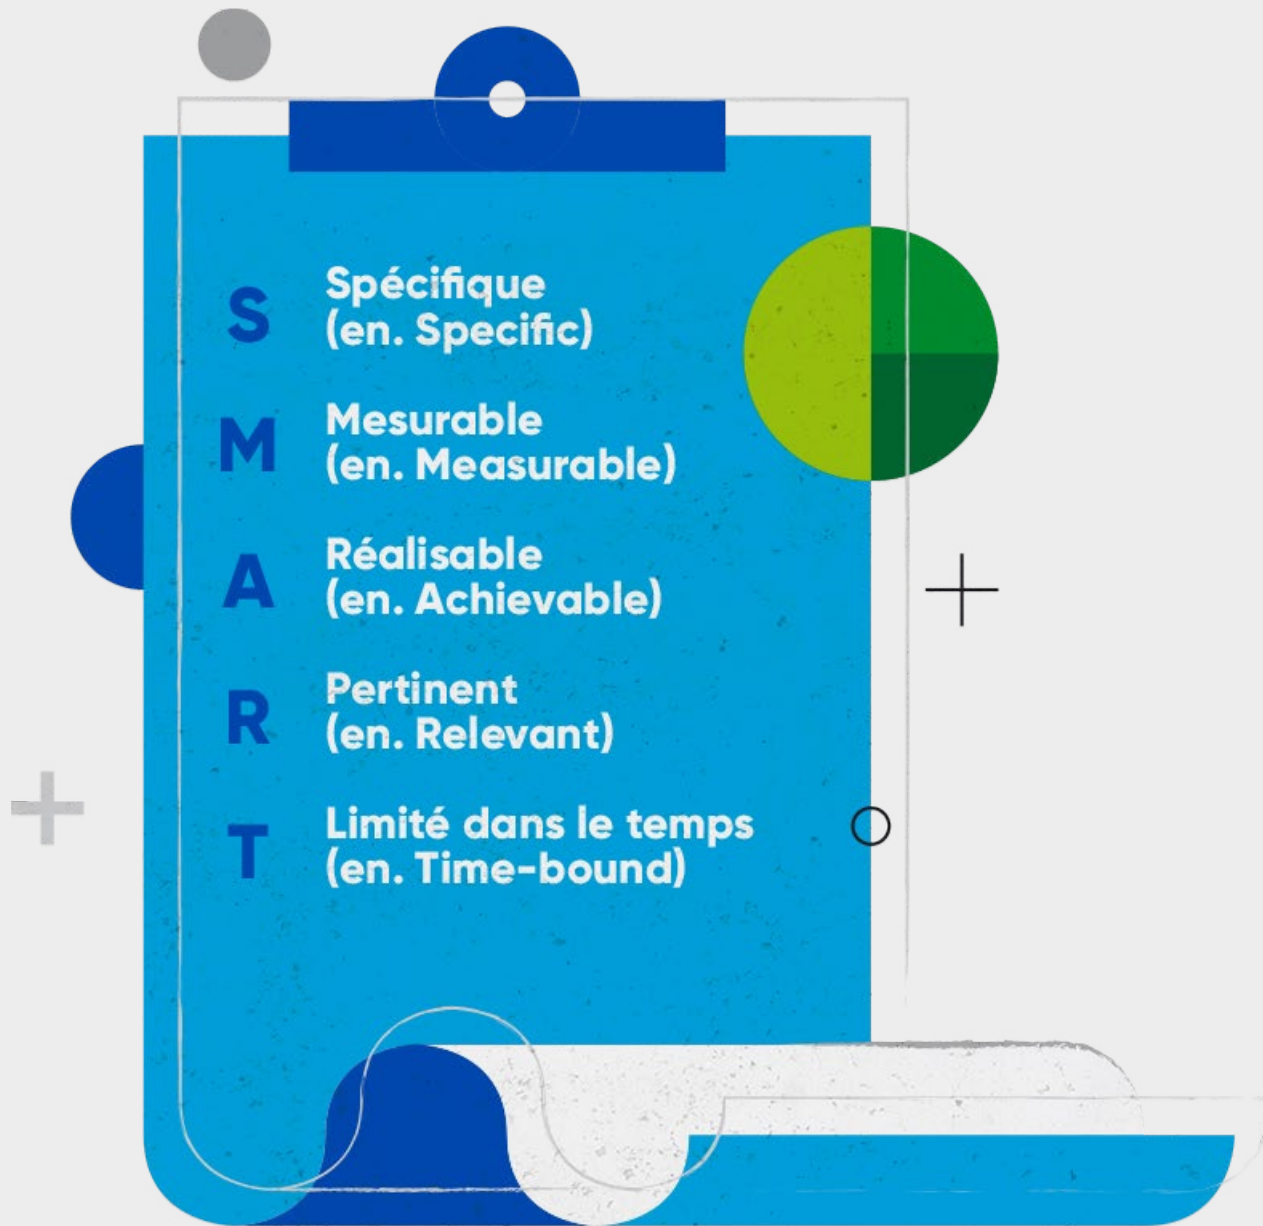 S
Spécifique
(en. Specific)
M
Mesurable
(en. Measurable)
A
Réalisable
(en. Achievable)
R
Pertinent
(en. Relevant)
T
Limité dans le temps
(en. Time-bound)